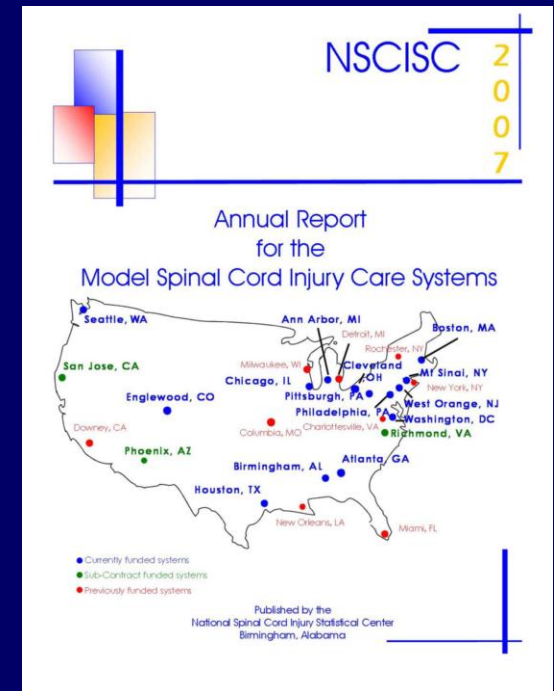 NSCISC
2
0
0
7
Annual Report
for the
Model Spinal Cord Injury Care Systems
Seattle, WA
Ann Arbor, MI
Detroit, MI
Boston, MA
Rochester, NY
San Jose, CA
Milwaukee, WI
Cleveland
OH
Mt Sinai, NY
Chicago, IL
New York, NY
Englewood, CO
Pittsburg, PA
West Orange, NJ
Philadelphia, PA
Washington, DC
Downey, CA
Columbia, MO
Charlottesville, VA
Richmond, VA
Phoenix, AZ
Atlanta, GA
Birmingham, AL
Houston, TX
New Orleans, LA
Miami, FL
Currently funded systems
Sub-Contract funded systems
Previously funded systems
Published by the
National Spinal Cord Injury Statistical Center
Birmingham, Alabama